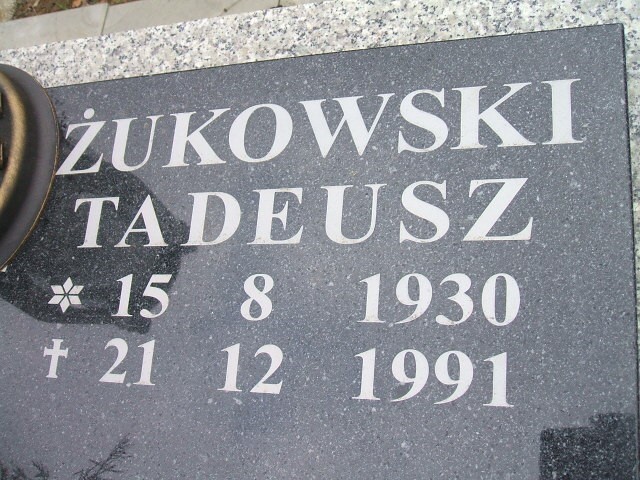 ŻUKOWSKI
TADEUSZ
* 15 8 1930
✝ 21 12 1991